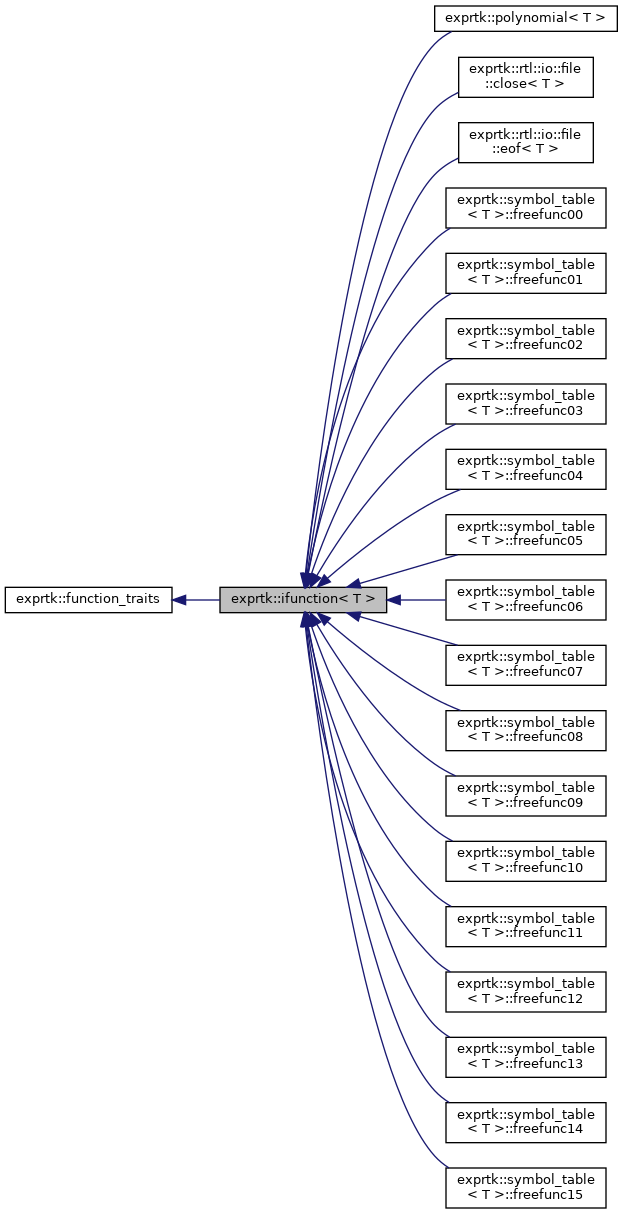 exprtk::polynomial< T >
exprtk::rtl::io::file
::close< T >
exprtk::rtl::io::file
::eof< T >
exprtk::symbol_table
< T >::freefunc00
exprtk::symbol_table
< T >::freefunc01
exprtk::symbol_table
< T >::freefunc02
exprtk::symbol_table
< T >::freefunc03
exprtk::symbol_table
< T >::freefunc04
exprtk::symbol_table
< T >::freefunc05
exprtk::function_traits
exprtk::ifunction< T >
exprtk::symbol_table
< T >::freefunc06
exprtk::symbol_table
< T >::freefunc07
exprtk::symbol_table
< T >::freefunc08
exprtk::symbol_table
< T >::freefunc09
exprtk::symbol_table
< T >::freefunc10
exprtk::symbol_table
< T >::freefunc11
exprtk::symbol_table
< T >::freefunc12
exprtk::symbol_table
< T >::freefunc13
exprtk::symbol_table
< T >::freefunc14
exprtk::symbol_table
< T >::freefunc15